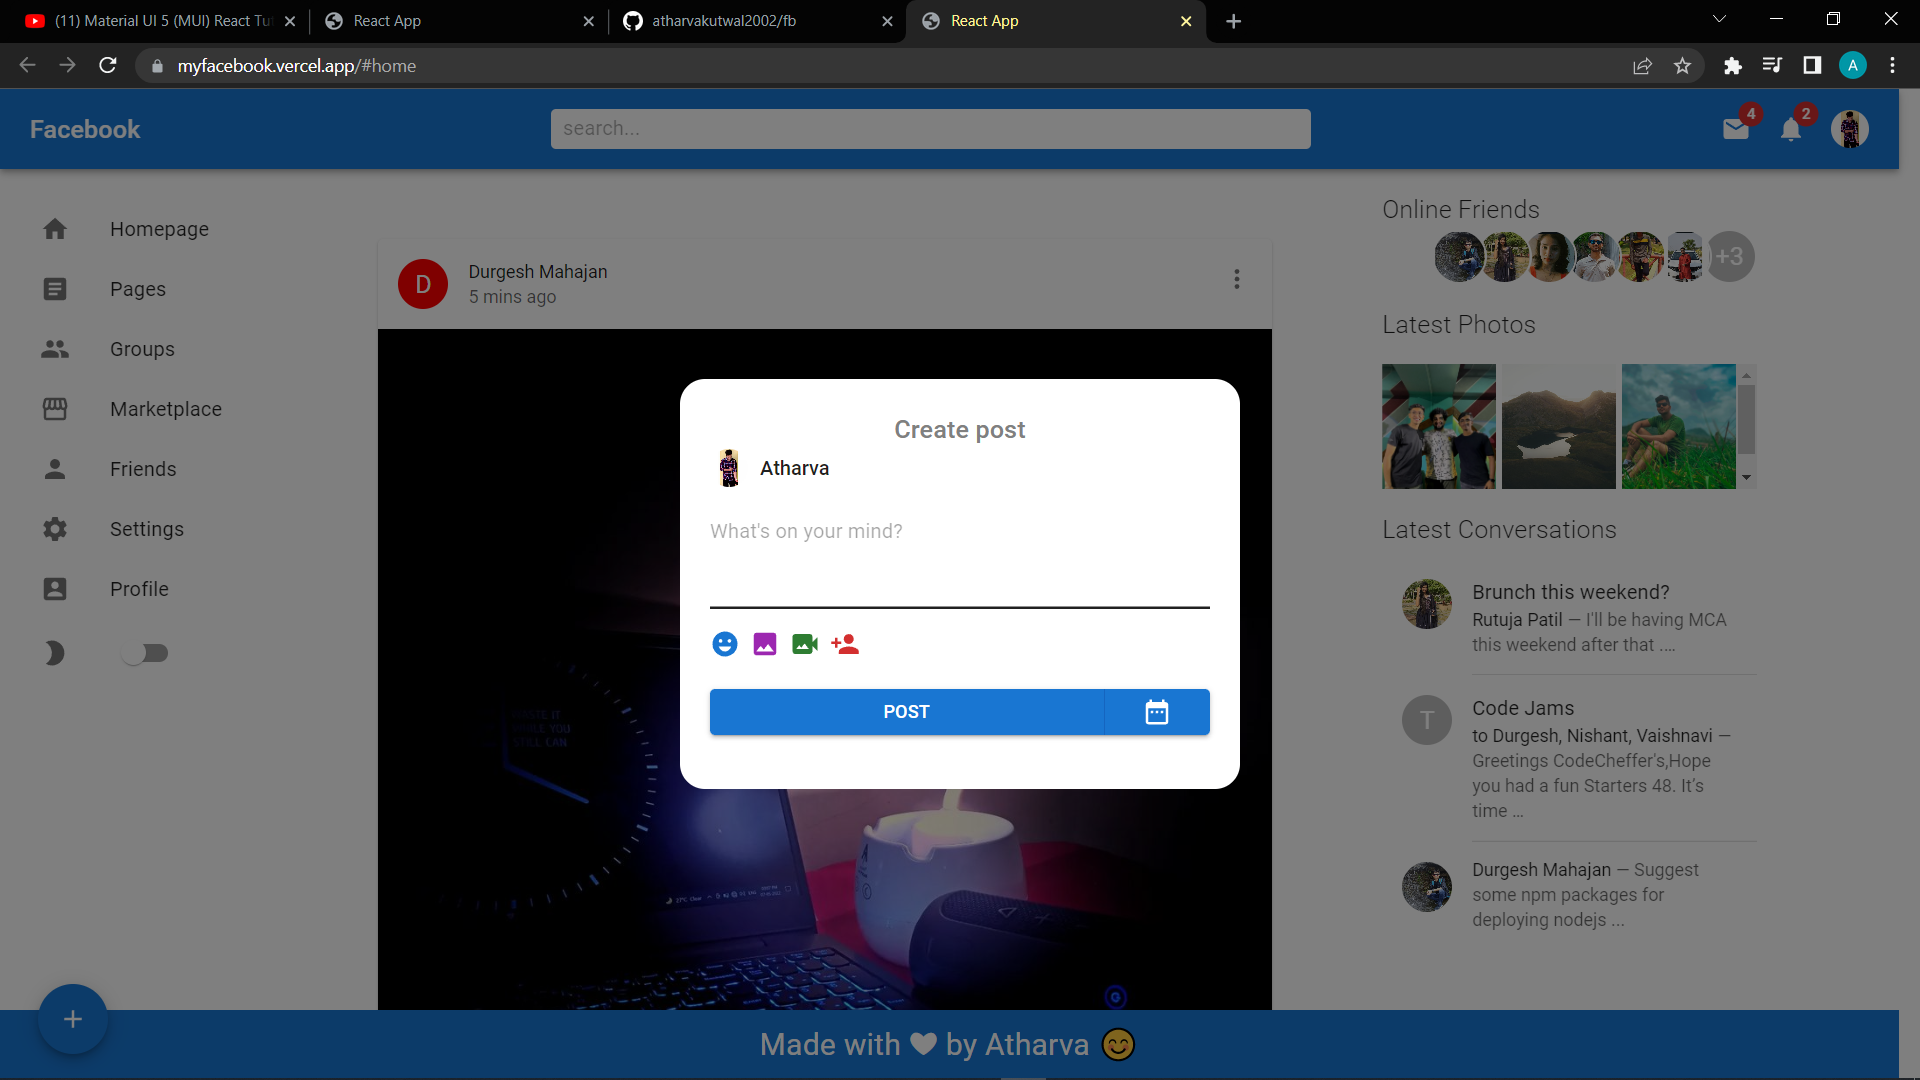 (11) Material UI 5 (MUI) React Tu
React App
atharvakutwal2002/fb
React App
myfacebook.vercel.app/#home
A
Facebook
search...
4
2
Homepage
Pages
Groups
Marketplace
Friends
Settings
Profile
D
Durgesh Mahajan
5 mins ago
Create post
Atharva
What's on your mind?
POST
Online Friends
+3
Latest Photos
Latest Conversations
Brunch this weekend?
Rutuja Patil — I'll be having MCA
this weekend after that ....
T
Code Jams
to Durgesh, Nishant, Vaishnavi —
Greetings CodeCheffer's,Hope
you had a fun Starters 48. It's
time ...
Durgesh Mahajan — Suggest
some npm packages for
deploying nodejs ...
STILL CAN
+
Made with 🤍 by Atharva 😊